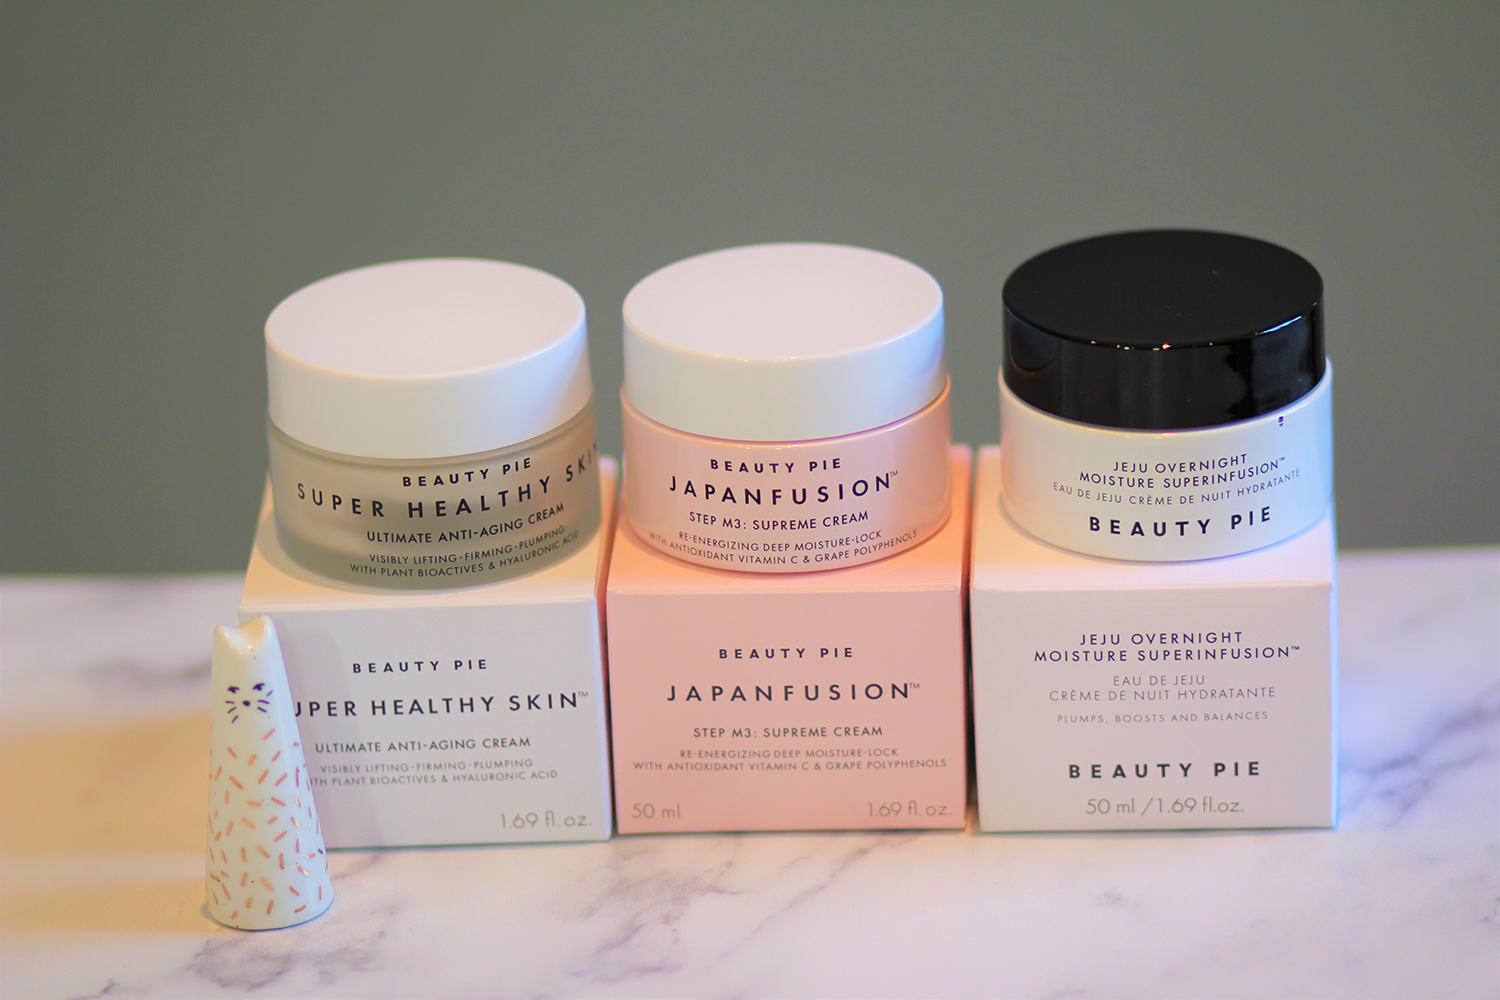 BEAUTY PIE
SUPER HEALTHY SKIN
ULTIMATE ANTI-AGING CREAM
VISIBLY LIFTING·FIRMING·PLUMPING
WITH PLANT BIOACTIVES & HYALURONIC ACID
BEAUTY PIE
JAPANFUSION™
STEP M3: SUPREME CREAM
RE-ENERGIZING DEEP MOISTURE-LOCK
WITH ANTIOXIDANT VITAMIN C & GRAPE POLYPHENOLS
JEJU OVERNIGHT
MOISTURE SUPERINFUSION™
EAU DE JEJU CRÈME DE NUIT HYDRATANTE
BEAUTY PIE
BEAUTY PIE
UPER HEALTHY SKIN™
ULTIMATE ANTI-AGING CREAM
VISIBLY LIFTING·FIRMING·PLUMPING
TH PLANT BIOACTIVES & HYALURONIC ACID
1.69 fl.oz.
BEAUTY PIE
JAPANFUSION™
STEP M3: SUPREME CREAM
RE-ENERGIZING DEEP MOISTURE-LOCK
WITH ANTIOXIDANT VITAMIN C & GRAPE POLYPHENOLS
50 ml 1.69 fl.oz.
JEJU OVERNIGHT
MOISTURE SUPERINFUSION™
EAU DE JEJU
CRÈME DE NUIT HYDRATANTE
PLUMPS, BOOSTS AND BALANCES
BEAUTY PIE
50 ml / 1.69 fl.oz.